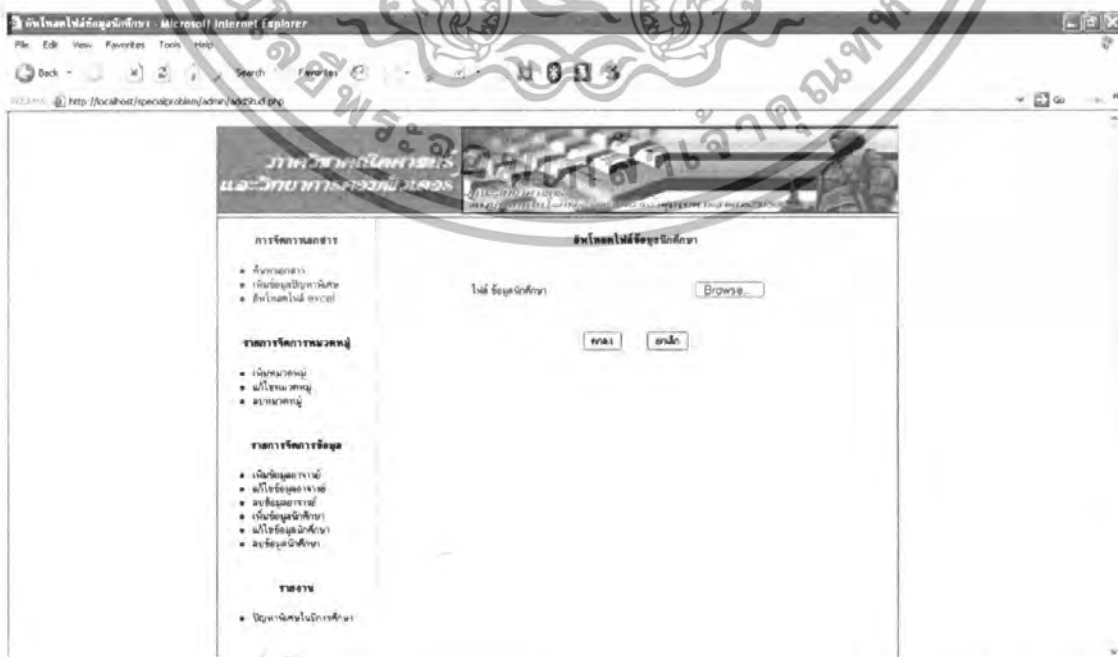 อัพโหลดไฟล์ข้อมูลนักศึกษา - Microsoft Internet Explorer
File Edit View Favorites Tools Help
Back Search Favorites
http://localhost/specialproblem/admin/addStud.php Go
ภาควิชาคณิตศาสตร์
และวิทยาการคอมพิวเตอร์
พระจอมเกล้าเจ้าคุณท
การจัดการเอกสาร
ค้นหาเอกสาร
เพิ่มข้อมูลปัญหาพิเศษ
อัพโหลดไฟล์ excel
รายการจัดการหมวดหมู่
เพิ่มหมวดหมู่
แก้ไขหมวดหมู่
ลบหมวดหมู่
รายการจัดการข้อมูล
เพิ่มข้อมูลอาจารย์
แก้ไขข้อมูลอาจารย์
ลบข้อมูลอาจารย์
เพิ่มข้อมูลนักศึกษา
แก้ไขข้อมูลนักศึกษา
ลบข้อมูลนักศึกษา
รายงาน
ปัญหาพิเศษในปีการศึกษา
อัพโหลดไฟล์ข้อมูลนักศึกษา
ไฟล์ ข้อมูลนักศึกษา Browse...
ตกลง ยกเลิก